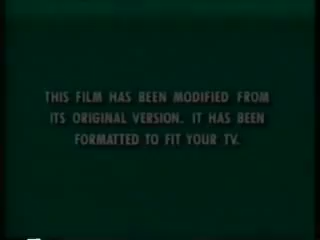 THIS FILM HAS BEEN MODIFIED FROM
ITS ORIGINAL VERSION. IT HAS BEEN
FORMATTED TO FIT YOUR TV.